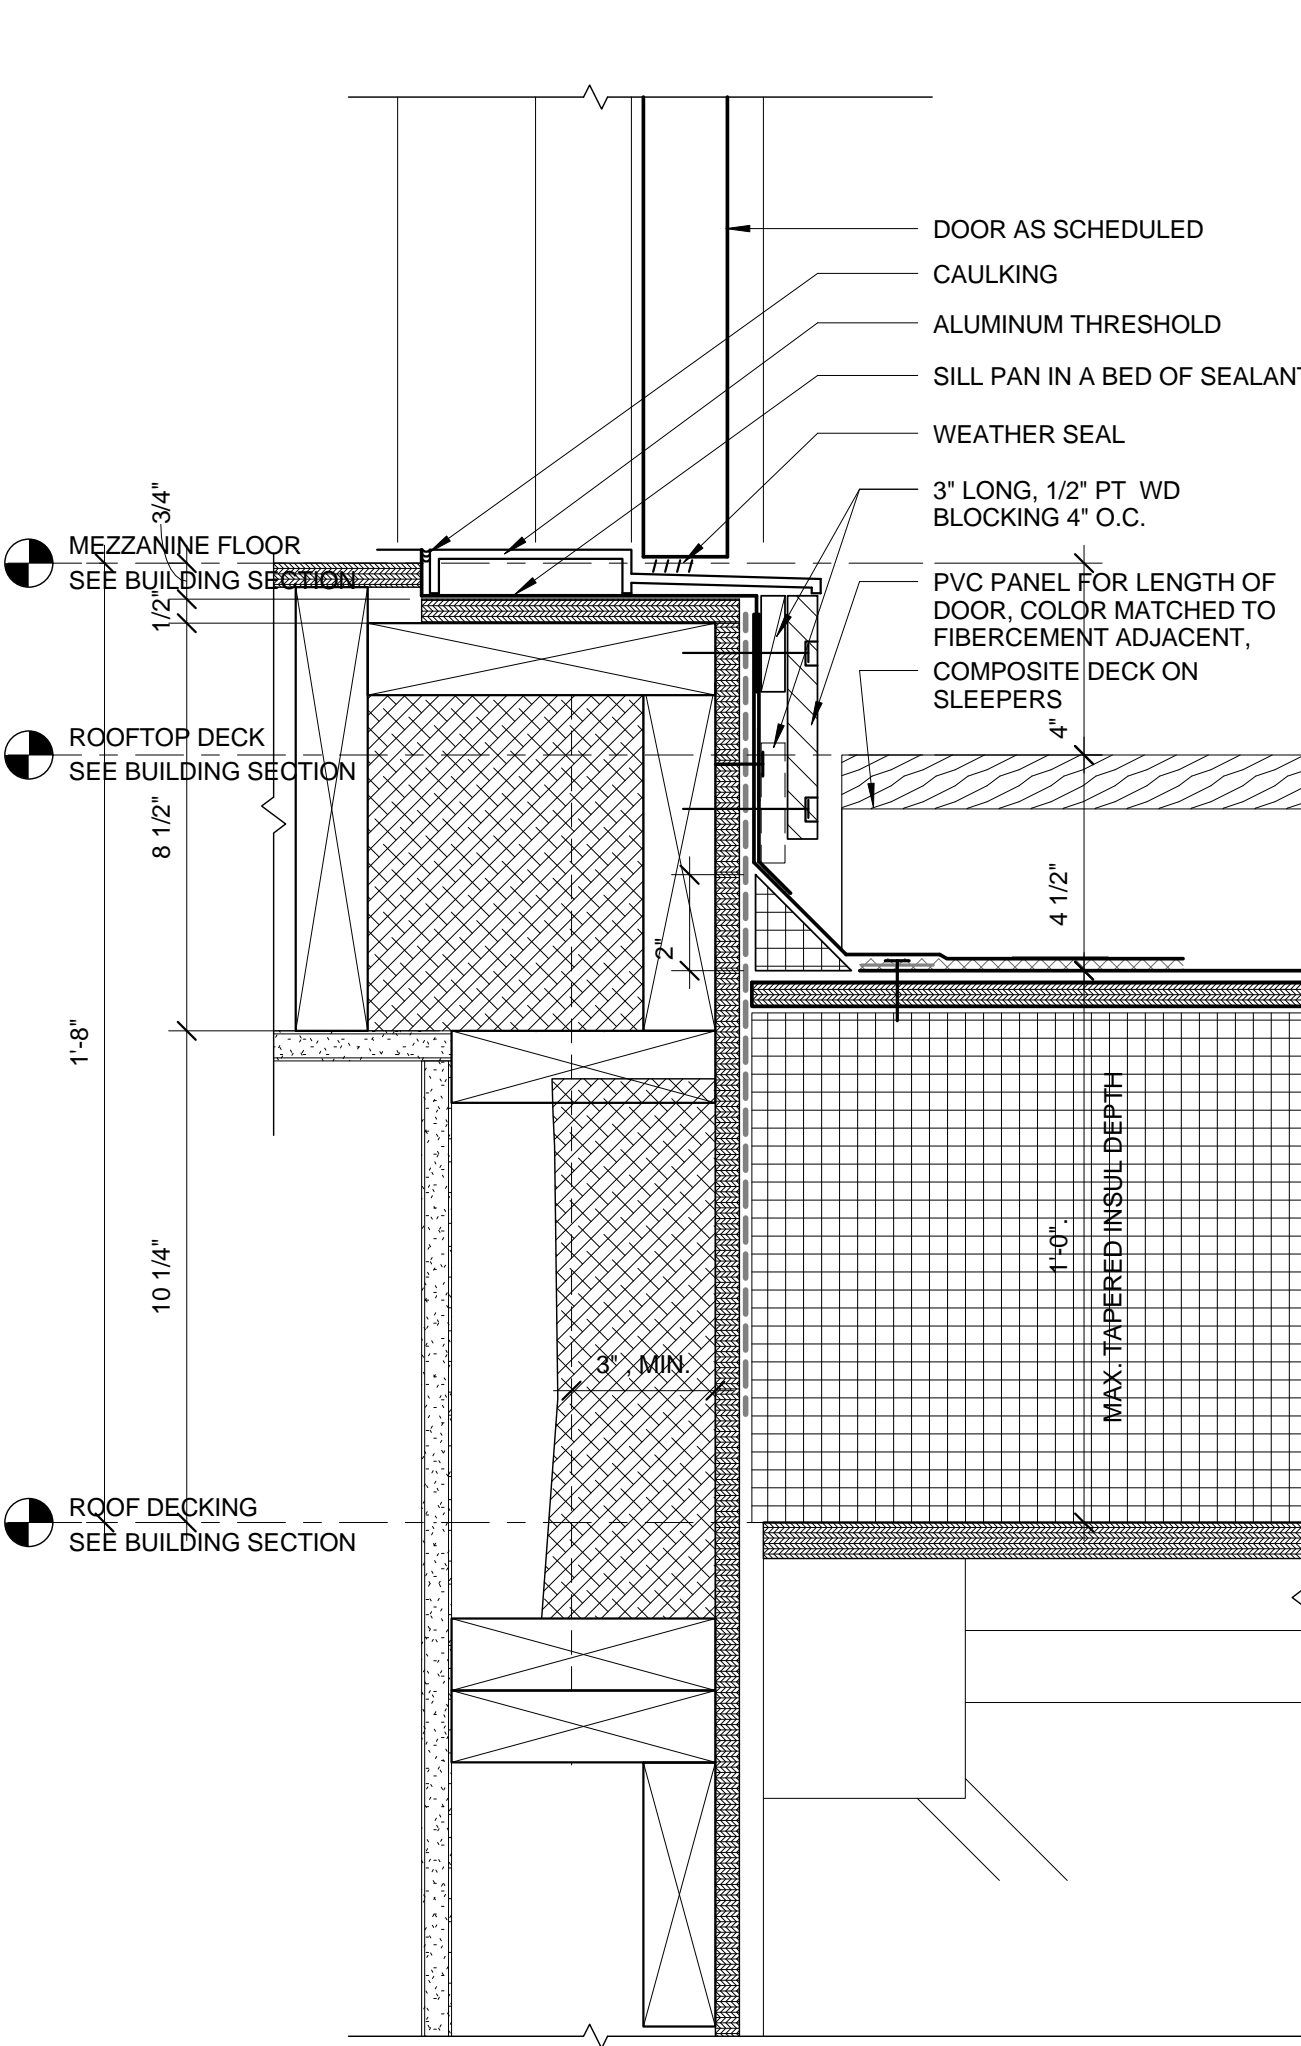 DOOR AS SCHEDULED
CAULKING
ALUMINUM THRESHOLD
SILL PAN IN A BED OF SEALANT
WEATHER SEAL
3" LONG, 1/2" PT WD
BLOCKING 4" O.C.
3/4"
MEZZANINE FLOOR
SEE BUILDING SECTION
1/2"
PVC PANEL FOR LENGTH OF
DOOR, COLOR MATCHED TO
FIBERCEMENT ADJACENT,
COMPOSITE DECK ON
SLEEPERS
4"
ROOFTOP DECK
SEE BUILDING SECTION
8 1/2"
4 1/2"
2"
1'-8"
10 1/4"
1'-0".
MAX. TAPERED INSUL DEPTH
3" , MIN.
ROOF DECKING
SEE BUILDING SECTION